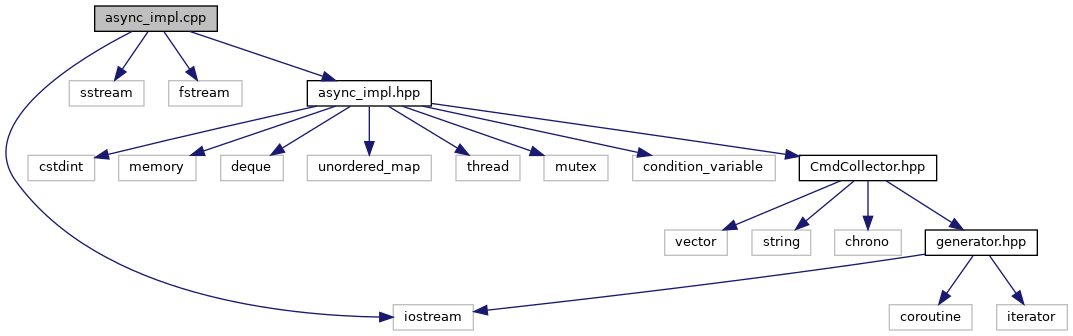 async_impl.cpp
sstream
fstream
async_impl.hpp
cstdint
memory
deque
unordered_map
thread
mutex
condition_variable
CmdCollector.hpp
vector
string
chrono
generator.hpp
iostream
coroutine
iterator